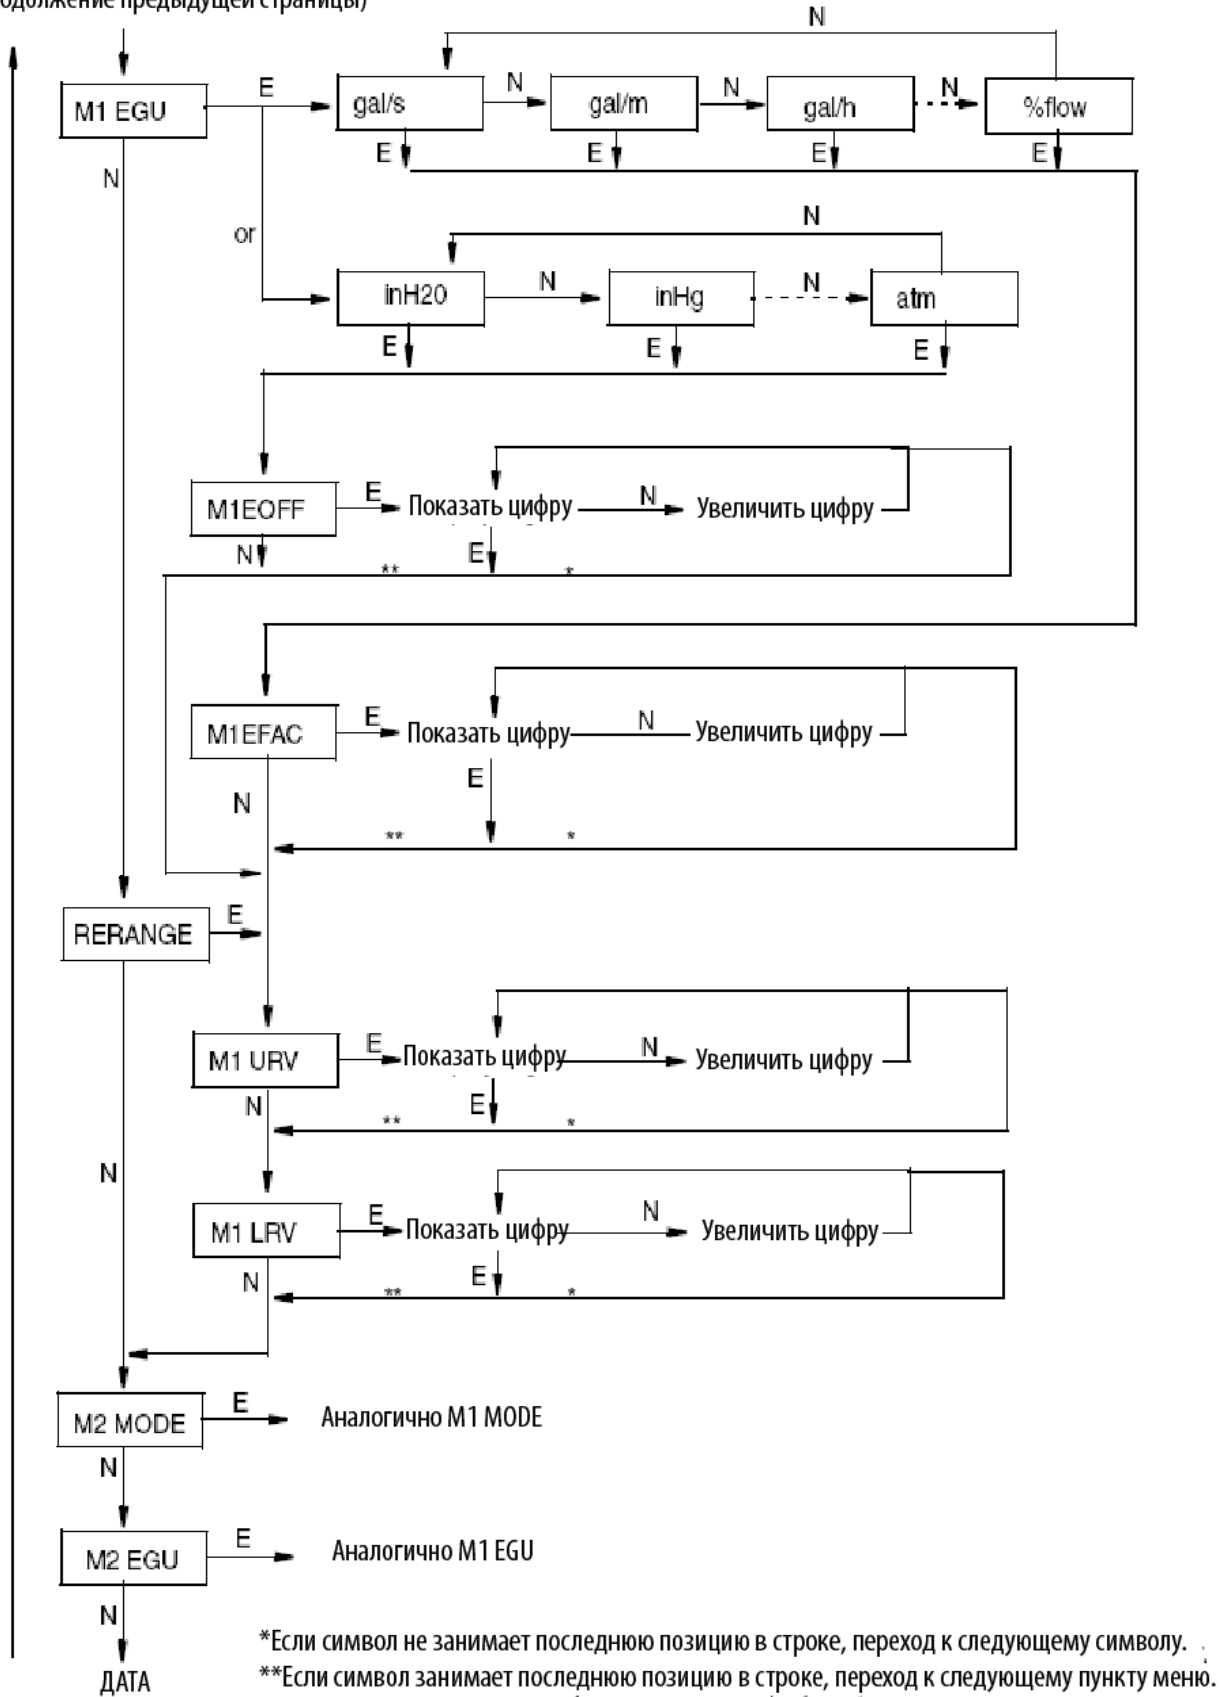 одолжение предыдущей страницы)
N
M1 EGU E gal/s N gal/m N gal/h N %flow
E E E E
N
or
N
inH20 N inHg N atm
E E E
M1EOFF E Показать цифру N Увеличить цифру
N E
** *
M1EFAC E Показать цифру N Увеличить цифру
E
N
** *
RERANGE E
M1 URV E Показать цифру N Увеличить цифру
N E
** *
N
M1 LRV E Показать цифру N Увеличить цифру
N E
** *
M2 MODE E Аналогично M1 MODE
N
M2 EGU E Аналогично M1 EGU
N
*Если символ не занимает последнюю позицию в строке, переход к следующему символу.
ДАТА **Если символ занимает последнюю позицию в строке, переход к следующему пункту меню.